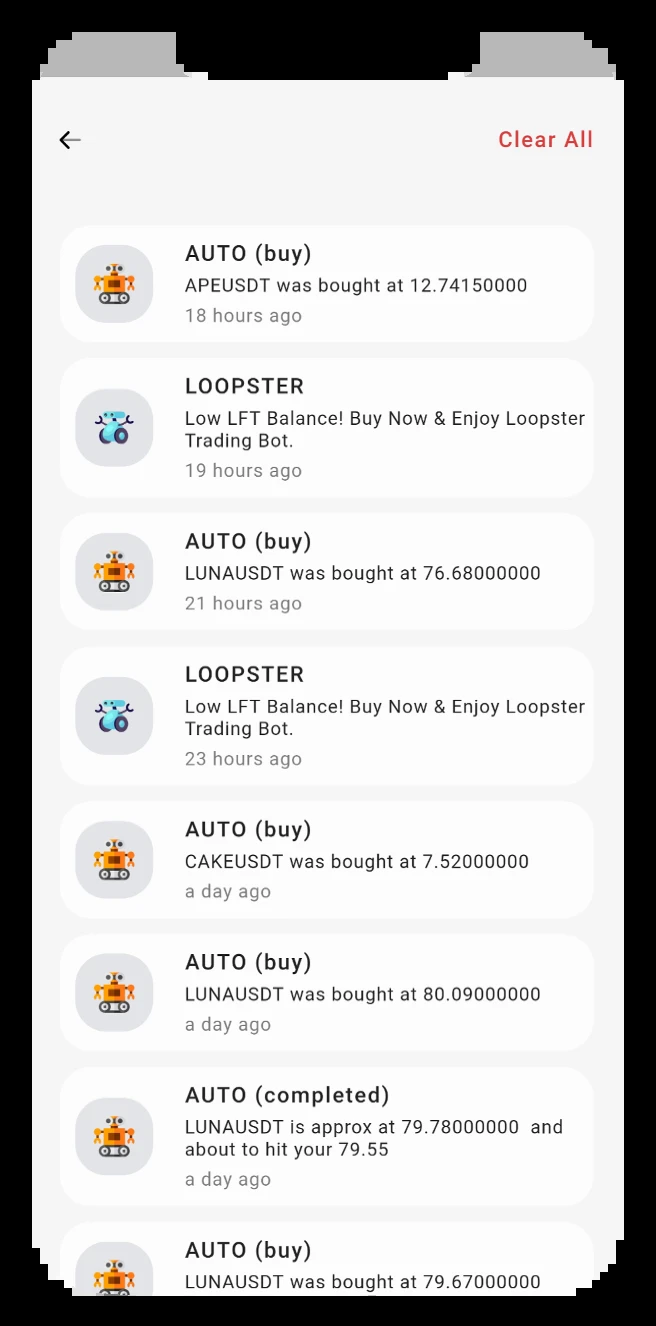 Clear All
AUTO (buy)
APEUSDT was bought at 12.74150000
18 hours ago
LOOPSTER
Low LFT Balance! Buy Now & Enjoy Loopster
Trading Bot.
19 hours ago
AUTO (buy)
LUNAUSDT was bought at 76.68000000
21 hours ago
LOOPSTER
Low LFT Balance! Buy Now & Enjoy Loopster
Trading Bot.
23 hours ago
AUTO (buy)
CAKEUSDT was bought at 7.52000000
a day ago
AUTO (buy)
LUNAUSDT was bought at 80.09000000
a day ago
AUTO (completed)
LUNAUSDT is approx at 79.78000000  and
about to hit your 79.55
a day ago
AUTO (buy)
LUNAUSDT was bought at 79.67000000